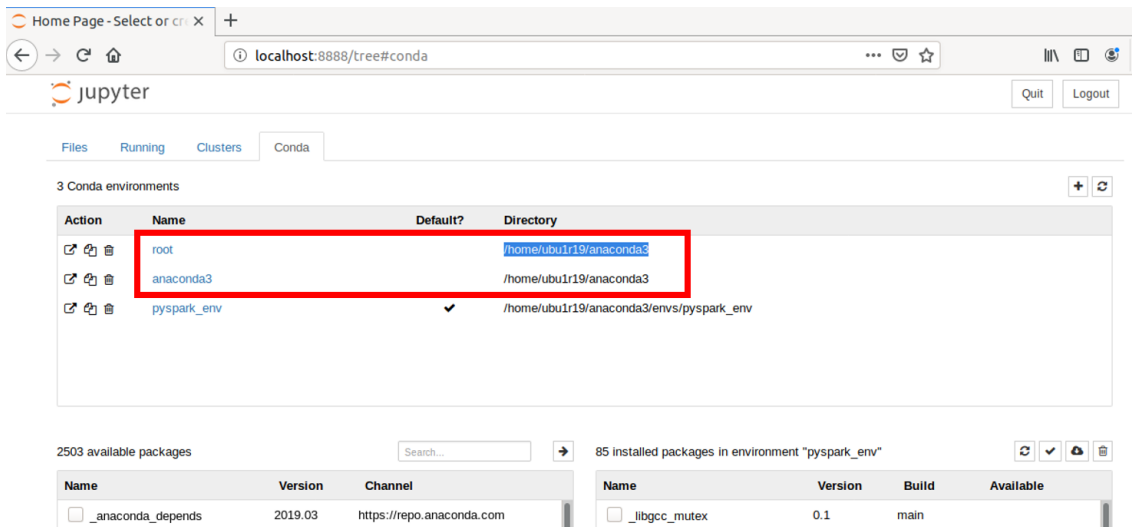 Home Page - Select or cre
localhost:8888/tree#conda
jupyter
Quit Logout
Files Running Clusters Conda
3 Conda environments
Action Name Default? Directory
root /home/ubu1r19/anaconda3
anaconda3 /home/ubu1r19/anaconda3
pyspark_env /home/ubu1r19/anaconda3/envs/pyspark_env
2503 available packages Search... 85 installed packages in environment "pyspark_env"
Name Version Channel Name Version Build Available
_anaconda_depends 2019.03 https://repo.anaconda.com _libgcc_mutex 0.1 main